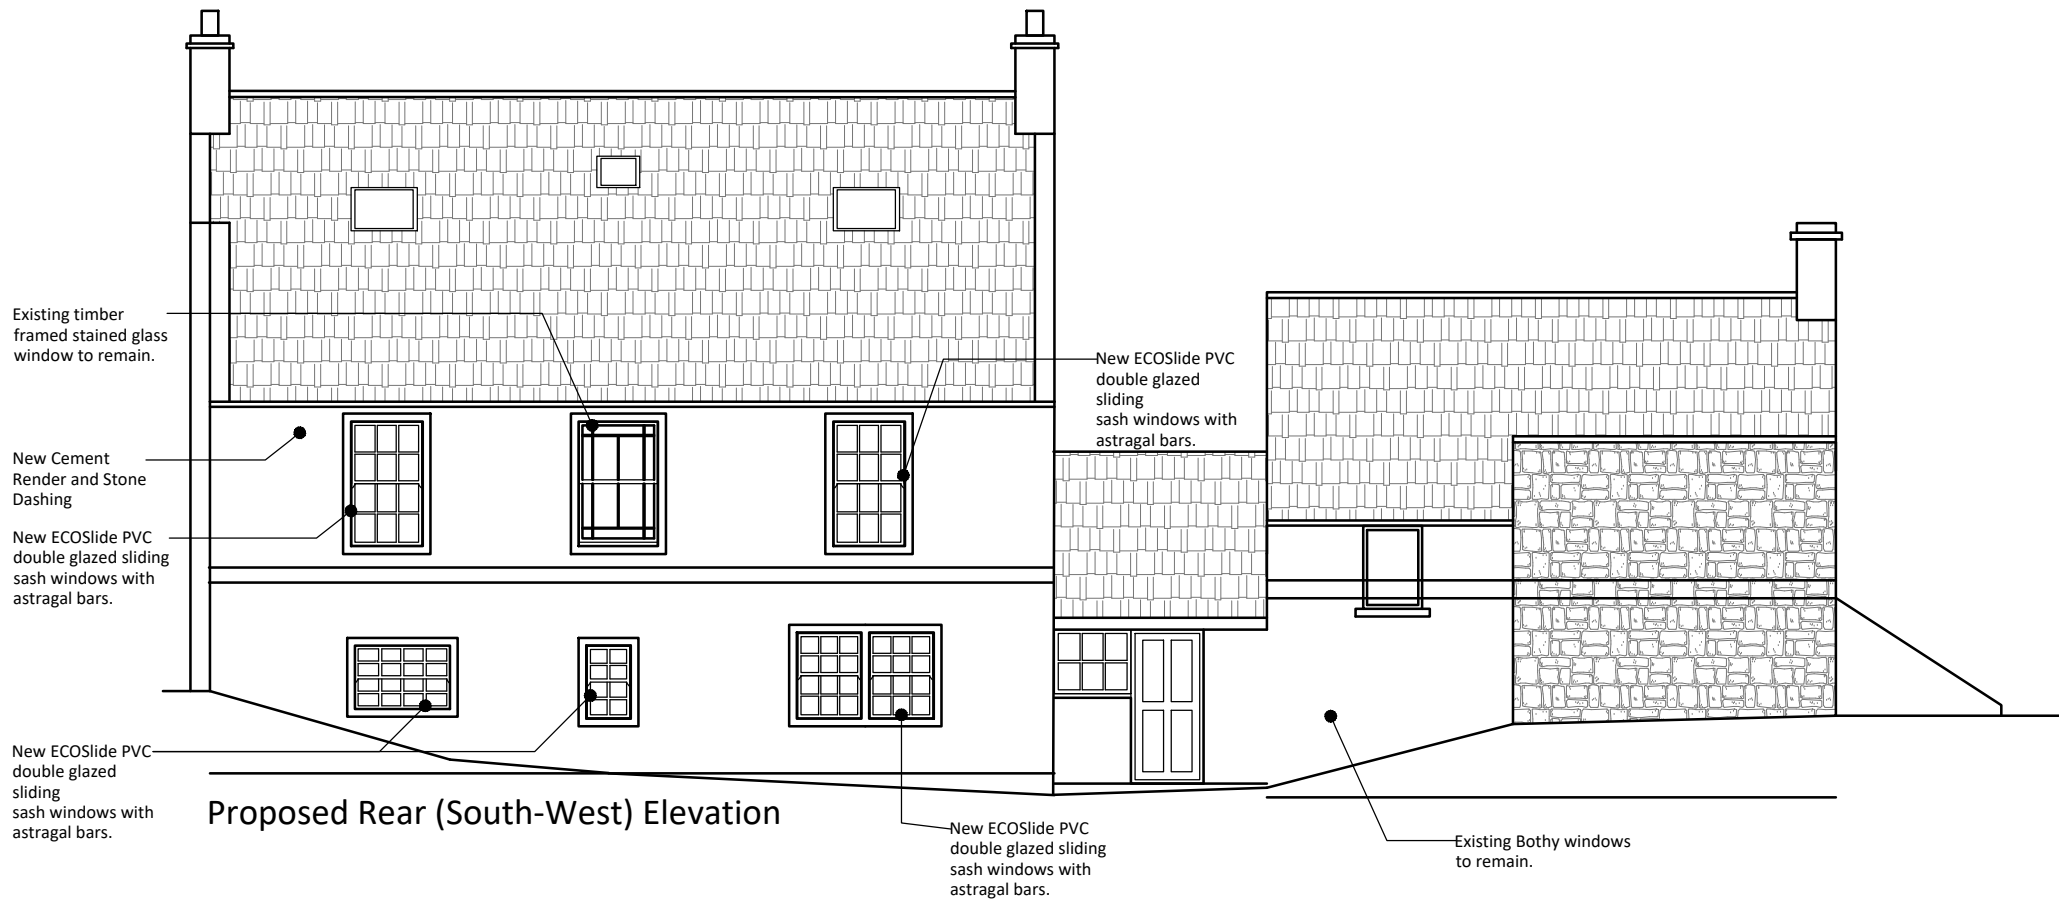 Existing timber
framed stained glass
window to remain.
New Cement
Render and Stone
Dashing
New ECOSlide PVC
double glazed sliding
sash windows with
astragal bars.
New ECOSlide PVC
double glazed
sliding
sash windows with
astragal bars.
New ECOSlide PVC
double glazed
sliding
sash windows with
astragal bars.
Proposed Rear (South-West) Elevation
New ECOSlide PVC
double glazed sliding
sash windows with
astragal bars.
Existing Bothy windows
to remain.